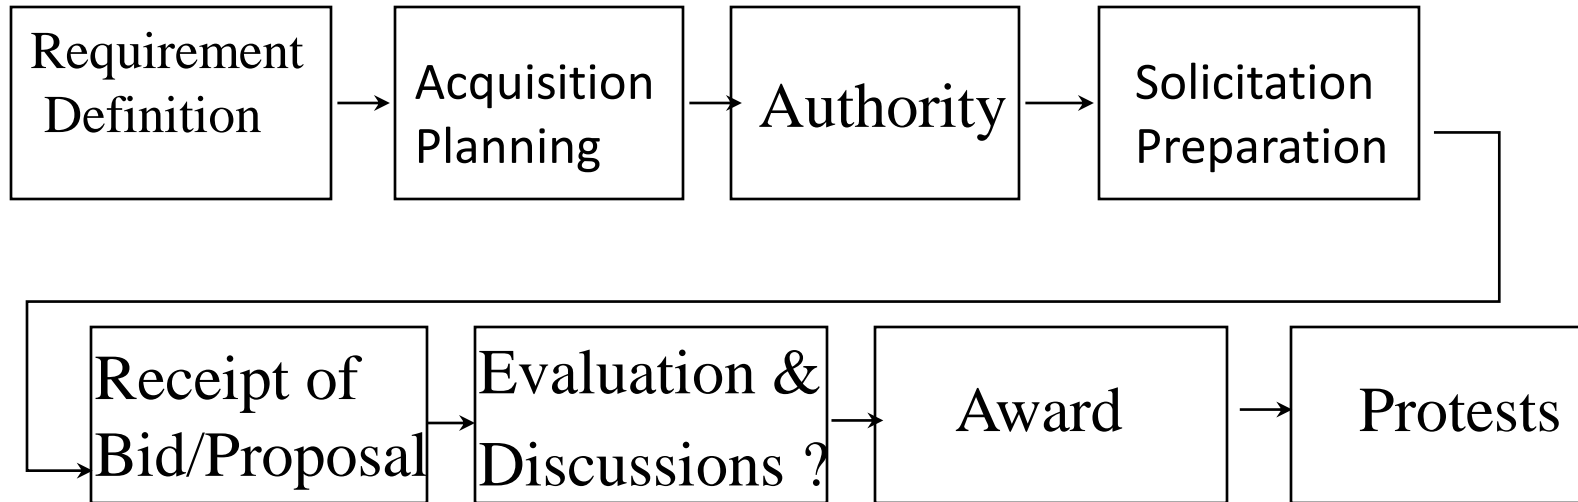 Requirement
Definition
Acquisition
Planning
Authority
Solicitation
Preparation
Receipt of
Bid/Proposal
Evaluation &
Discussions ?
Award
Protests